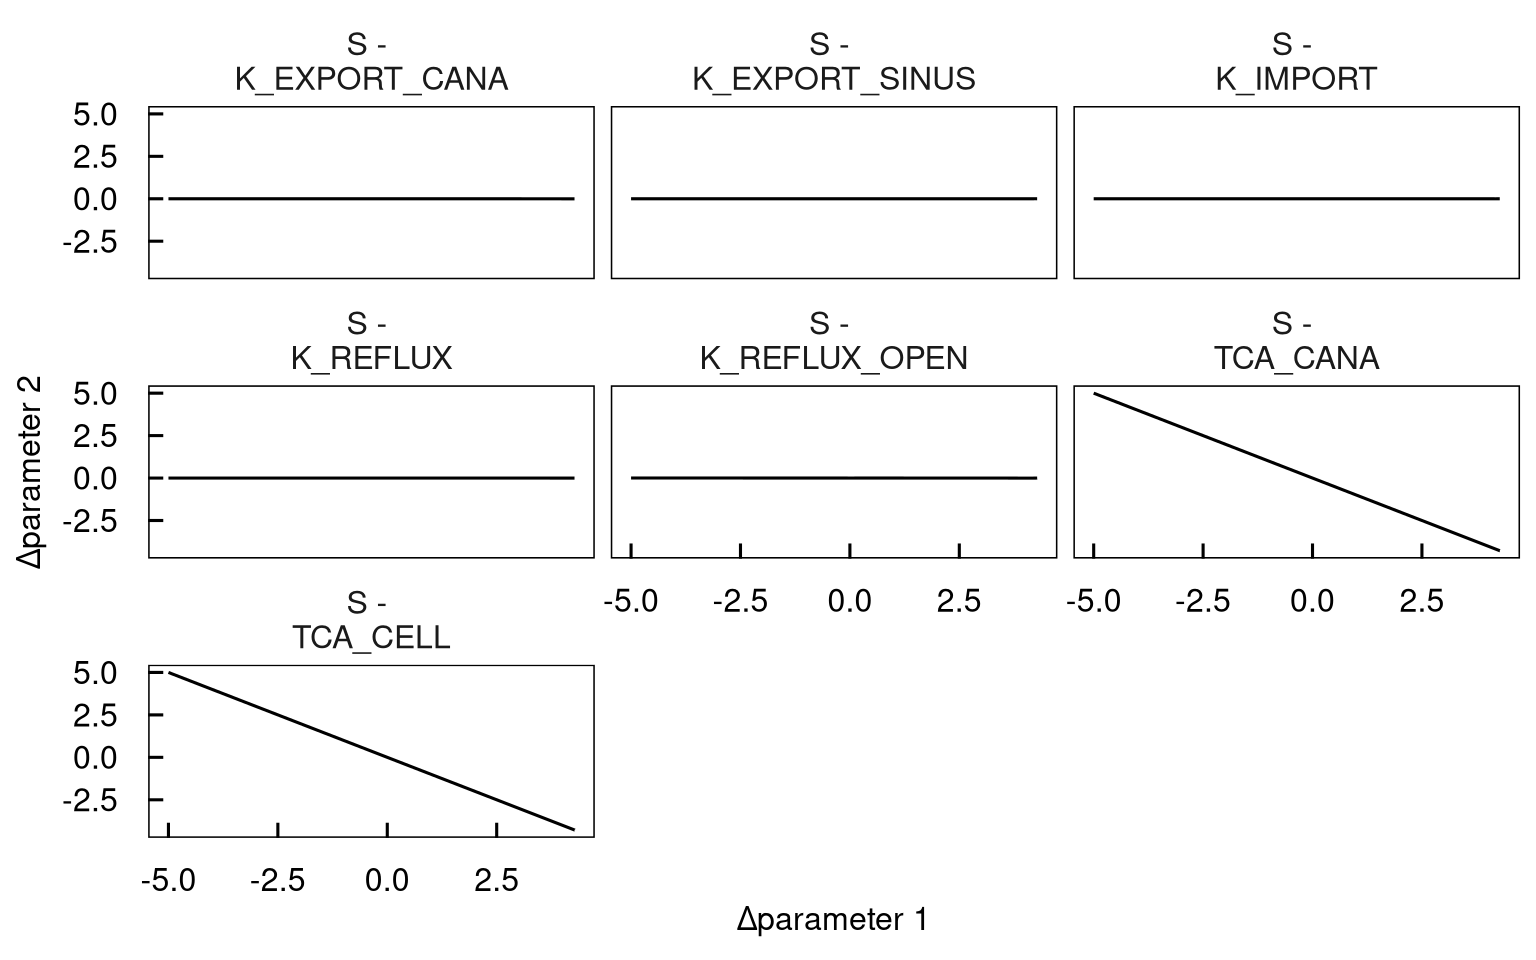 S -
K_EXPORT_CANA
S -
K_EXPORT_SINUS
S -
K_IMPORT
5.0
2.5
0.0
-2.5
S -
K_REFLUX
S -
K_REFLUX_OPEN
S -
TCA_CANA
5.0
2.5
0.0
-2.5
-5.0 -2.5 0.0 2.5
-5.0 -2.5 0.0 2.5
S -
TCA_CELL
5.0
2.5
0.0
-2.5
-5.0 -2.5 0.0 2.5
Δparameter 2
Δparameter 1